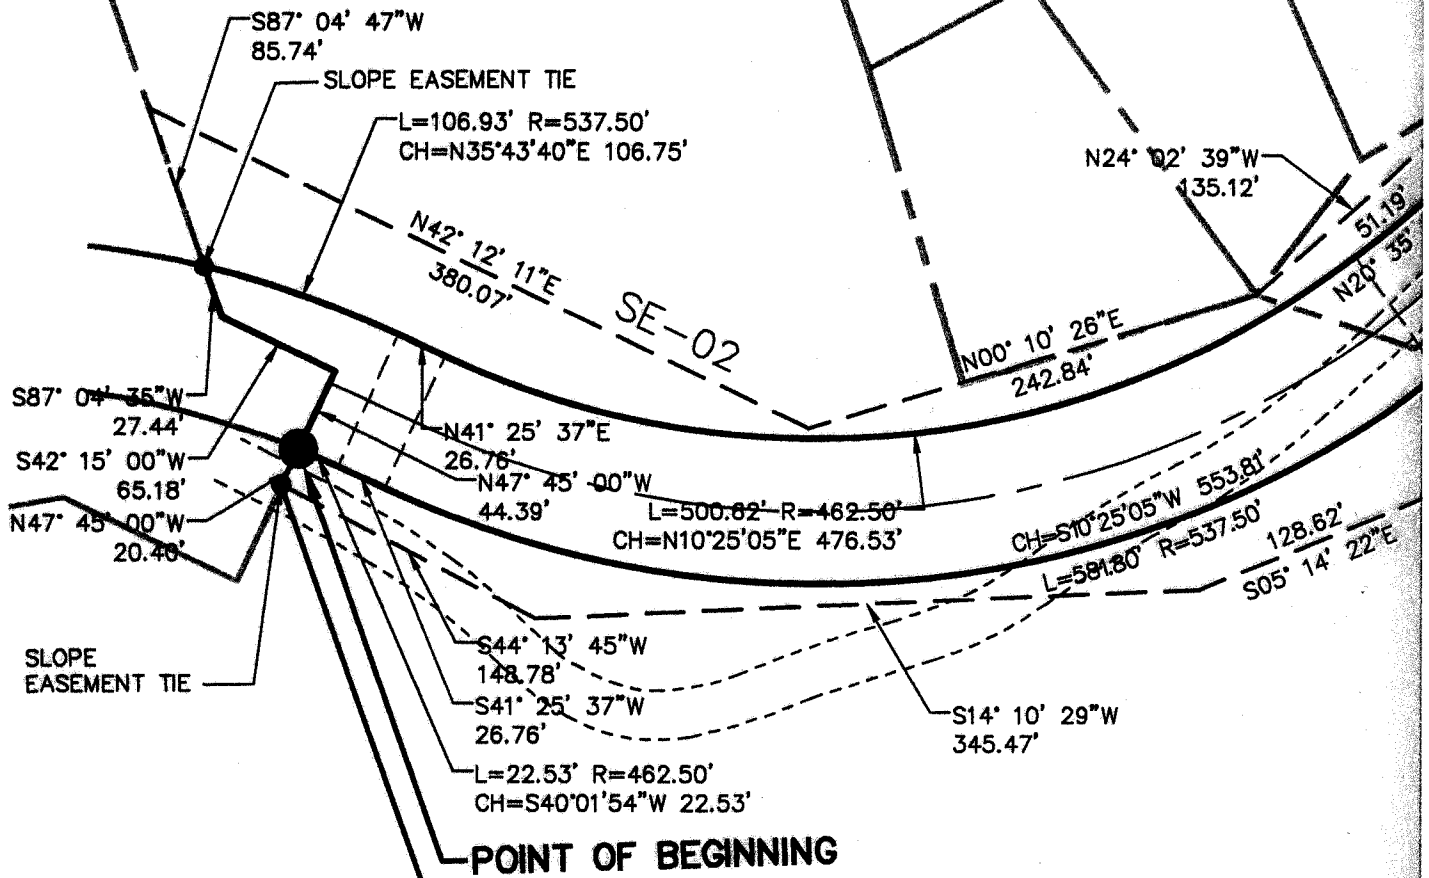 S87° 04' 47"W
85.74'
SLOPE EASEMENT TIE
L=106.93' R=537.50'
CH=N35°43'40"E 106.75'
N24° 02' 39"W
135.12'
51.19'
N20° 35'
N42° 12' 11"E
380.07'
SE-02
N00° 10' 26"E
242.84'
S87° 04' 35"W
27.44'
S42° 15' 00"W
65.18'
N47° 45' 00"W
20.40'
N41° 25' 37"E
26.76'
N47° 45' 00"W
44.39'
L=500.62' R=462.50'
CH=N10°25'05"E 476.53'
CH=S10°25'05"W 553.81'
L=581.80' R=537.50'
128.62'
S05° 14' 22"E
SLOPE
EASEMENT TIE
S44° 13' 45"W
148.78'
S41° 25' 37"W
26.76'
S14° 10' 29"W
345.47'
L=22.53' R=462.50'
CH=S40°01'54"W 22.53'
POINT OF BEGINNING